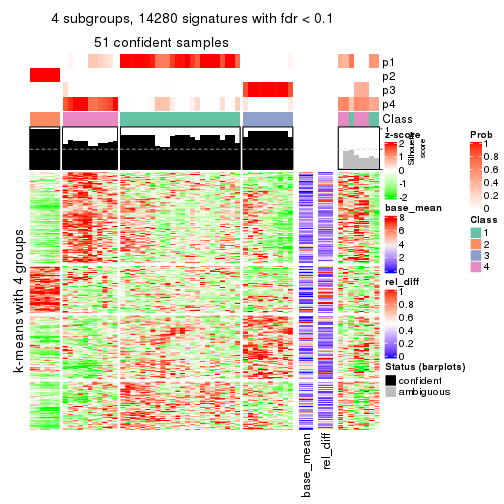 4 subgroups, 14280 signatures with fdr < 0.1
51 confident samples
p1
p2
p3
p4
Class
Silhouette
score
1
k-means with 4 groups
base_mean
rel_diff
z-score
2
1
0
-1
-2
base_mean
8
6
4
2
0
rel_diff
1
0.8
0.6
0.4
0.2
0
Status (barplots)
confident
ambiguous
Prob
1
0.8
0.6
0.4
0.2
0
Class
1
2
3
4